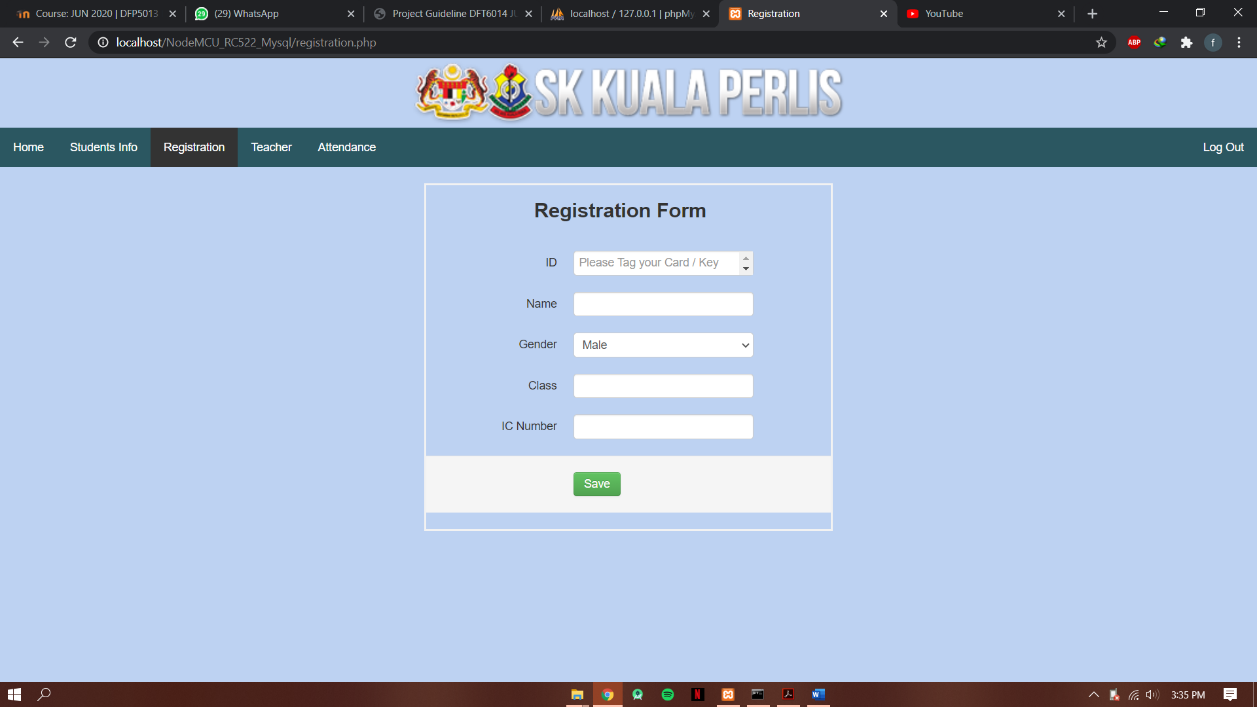 Course: JUN 2020 | DFP5013
(29) WhatsApp
Project Guideline DFT6014 JU
localhost / 127.0.0.1 | phpMy
Registration
YouTube
localhost/NodeMCU_RC522_Mysql/registration.php
ABP
f
SK KUALA PERLIS
Home
Students Info
Registration
Teacher
Attendance
Log Out
Registration Form
ID
Please Tag your Card / Key
Name
Gender
Male
Class
IC Number
Save
3:35 PM